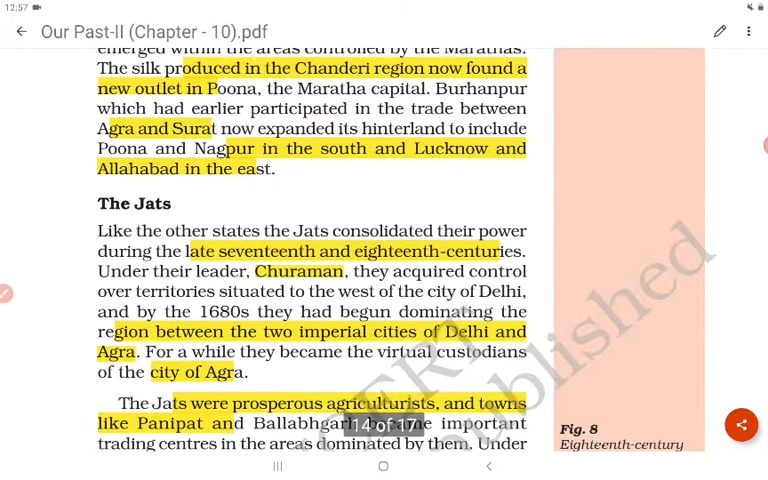 12:57
Our Past-II (Chapter - 10).pdf
emerged within the areas controlled by the Marathas.
The silk produced in the Chanderi region now found a
new outlet in Poona, the Maratha capital. Burhanpur
which had earlier participated in the trade between
Agra and Surat now expanded its hinterland to include
Poona and Nagpur in the south and Lucknow and
Allahabad in the east.
The Jats
Like the other states the Jats consolidated their power
during the late seventeenth and eighteenth-centuries.
Under their leader, Churaman, they acquired control
over territories situated to the west of the city of Delhi,
and by the 1680s they had begun dominating the
region between the two imperial cities of Delhi and
Agra. For a while they became the virtual custodians
of the city of Agra.
The Jats were prosperous agriculturists, and towns
like Panipat and Ballabhgarh became important
14 of 17
trading centres in the areas dominated by them. Under
Fig. 8
Eighteenth-century
published